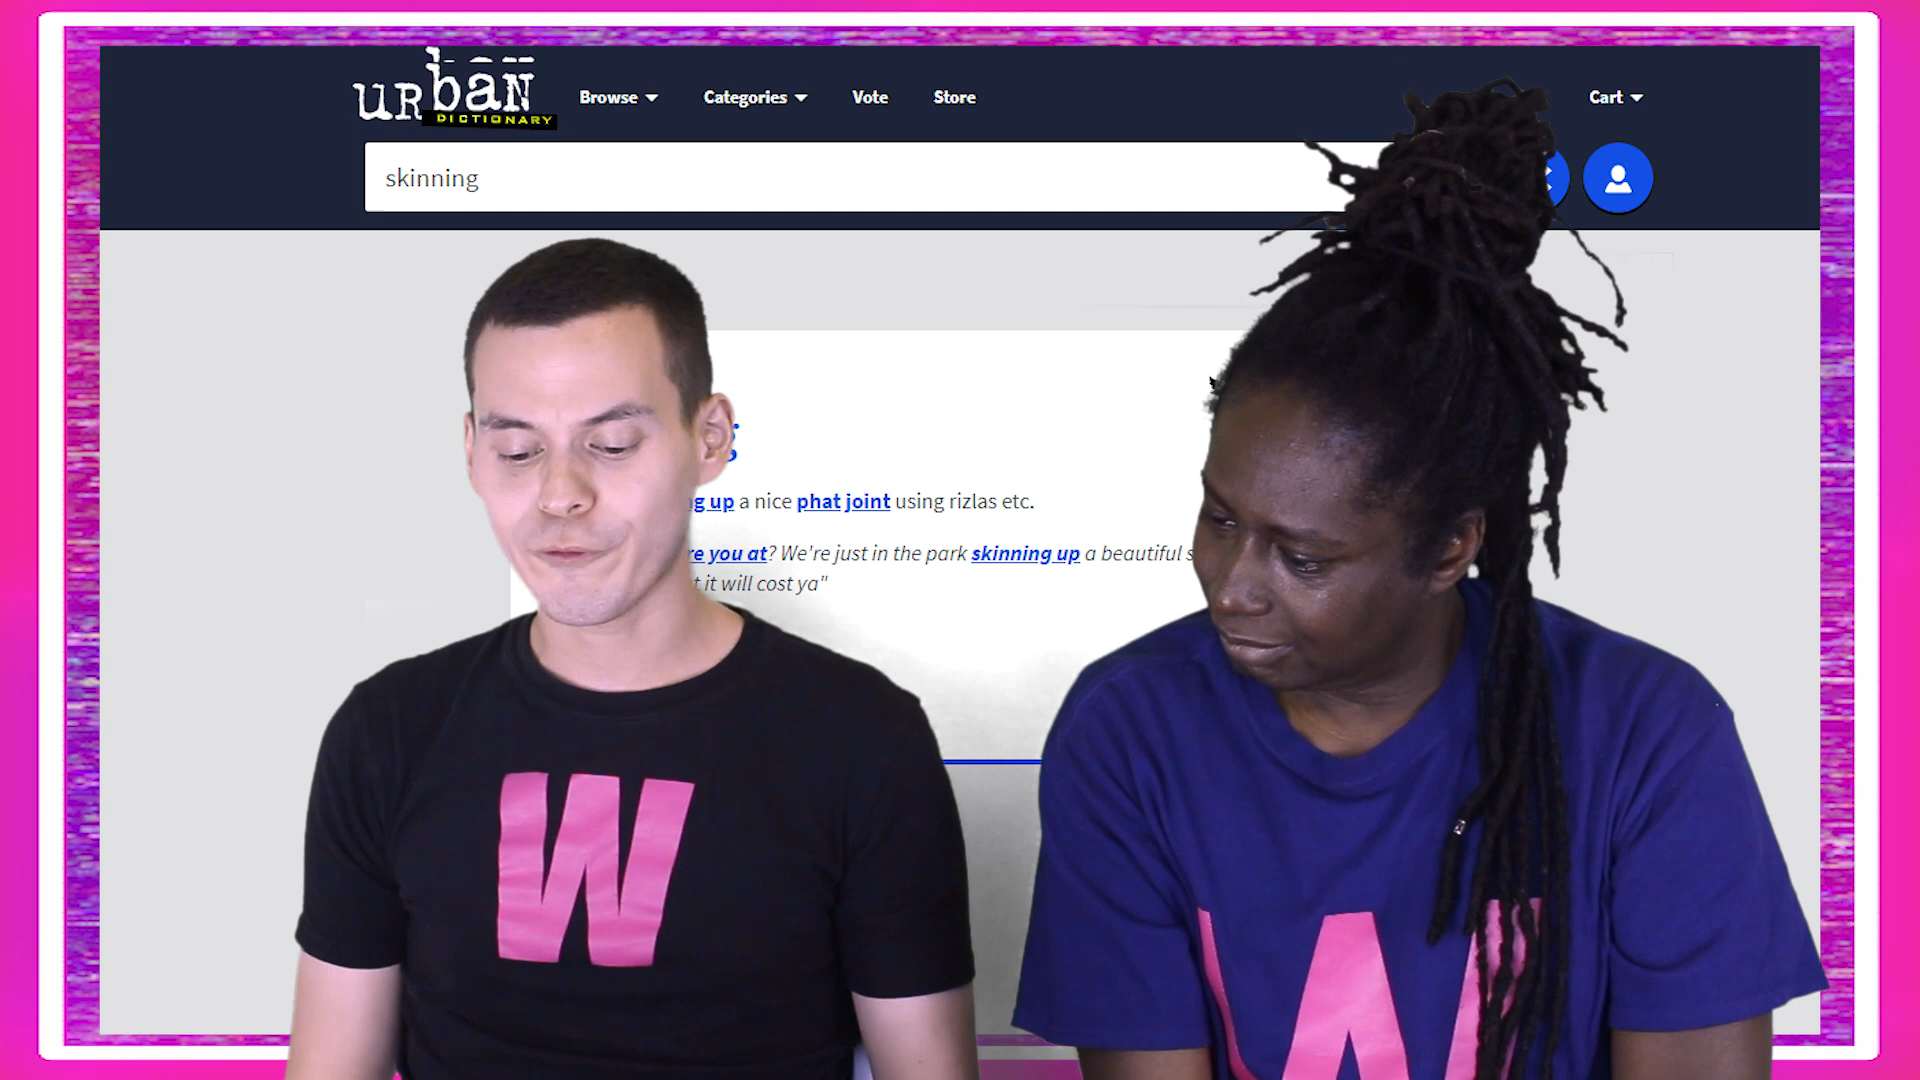 urban
DICTIONARY
Browse Categories Vote Store Cart
skinning
g up a nice phat joint using rizlas etc.
re you at? We're just in the park skinning up a beautiful s
t it will cost ya"
W
W